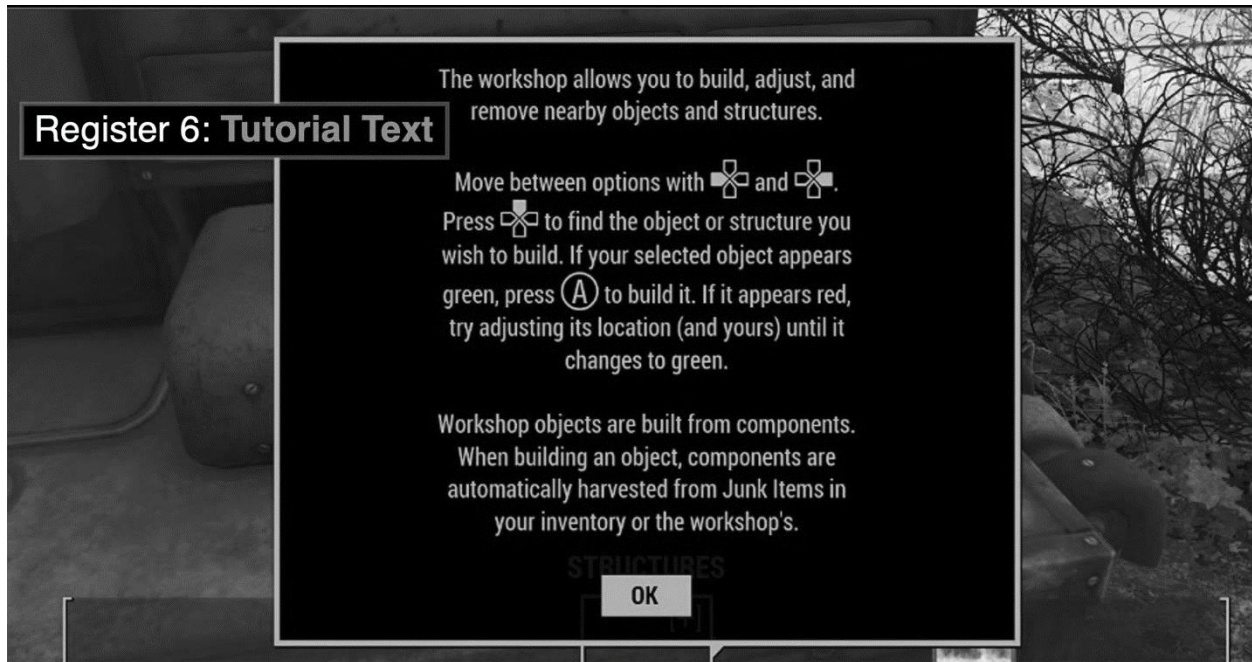 The workshop allows you to build, adjust, and
remove nearby objects and structures.
Register 6: Tutorial Text
Move between options with and .
Press to find the object or structure you
wish to build. If your selected object appears
green, press A to build it. If it appears red,
try adjusting its location (and yours) until it
changes to green.
Workshop objects are built from components.
When building an object, components are
automatically harvested from Junk Items in
your inventory or the workshop's.
STRUCTURES
OK